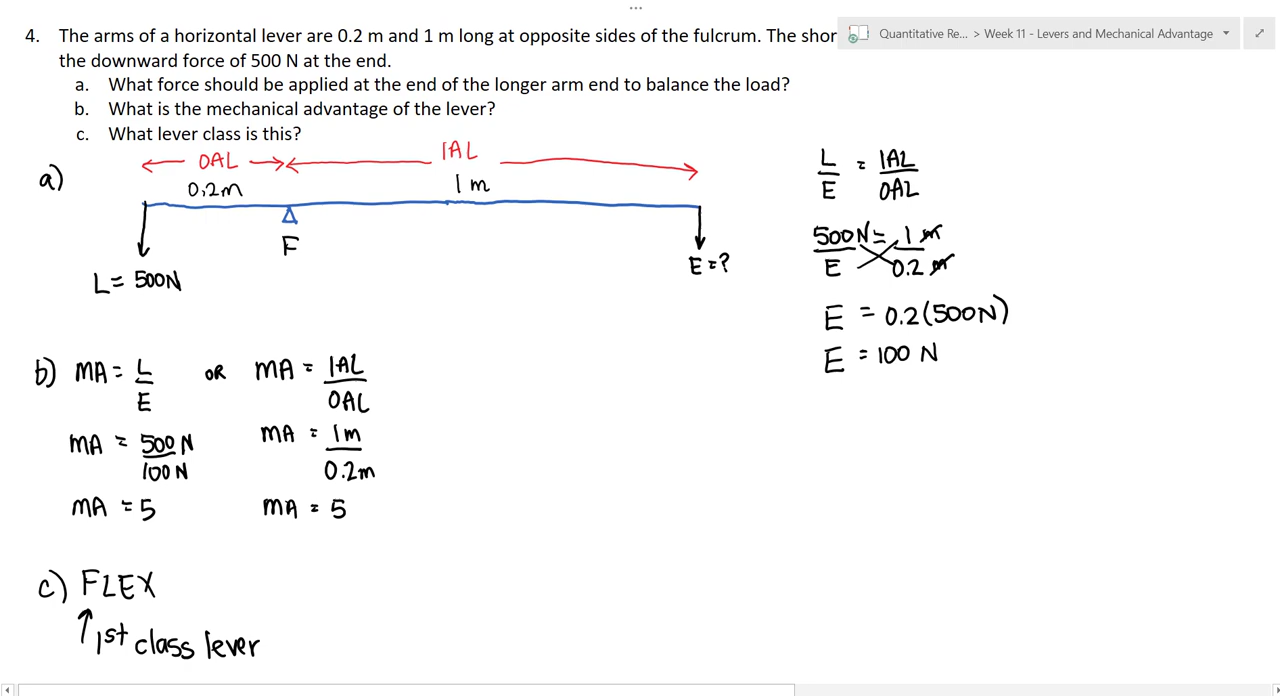 4. The arms of a horizontal lever are 0.2 m and 1 m long at opposite sides of the fulcrum. The shor
the downward force of 500 N at the end.
a. What force should be applied at the end of the longer arm end to balance the load?
b. What is the mechanical advantage of the lever?
c. What lever class is this?
Quantitative Re... > Week 11 - Levers and Mechanical Advantage
a)
OAL IAL
0.2m 1 m
F
L = 500N
E = ?
L/E = IAL/OAL
500N/E = 1 m/0.2 m
E = 0.2(500N)
E = 100 N
b) MA = L/E OR MA = IAL/OAL
MA = 500 N/100 N MA = 1m/0.2m
MA = 5 MA = 5
c) FLEX
↑ 1st class lever